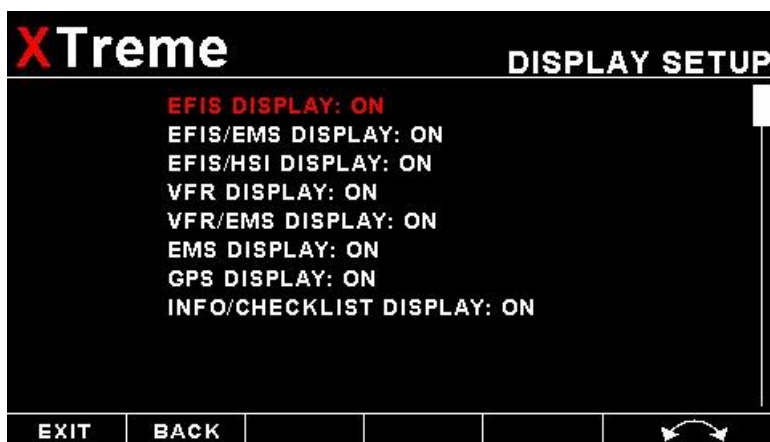 XTreme
DISPLAY SETUP
EFIS DISPLAY: ON
EFIS/EMS DISPLAY: ON
EFIS/HSI DISPLAY: ON
VFR DISPLAY: ON
VFR/EMS DISPLAY: ON
EMS DISPLAY: ON
GPS DISPLAY: ON
INFO/CHECKLIST DISPLAY: ON
EXIT BACK